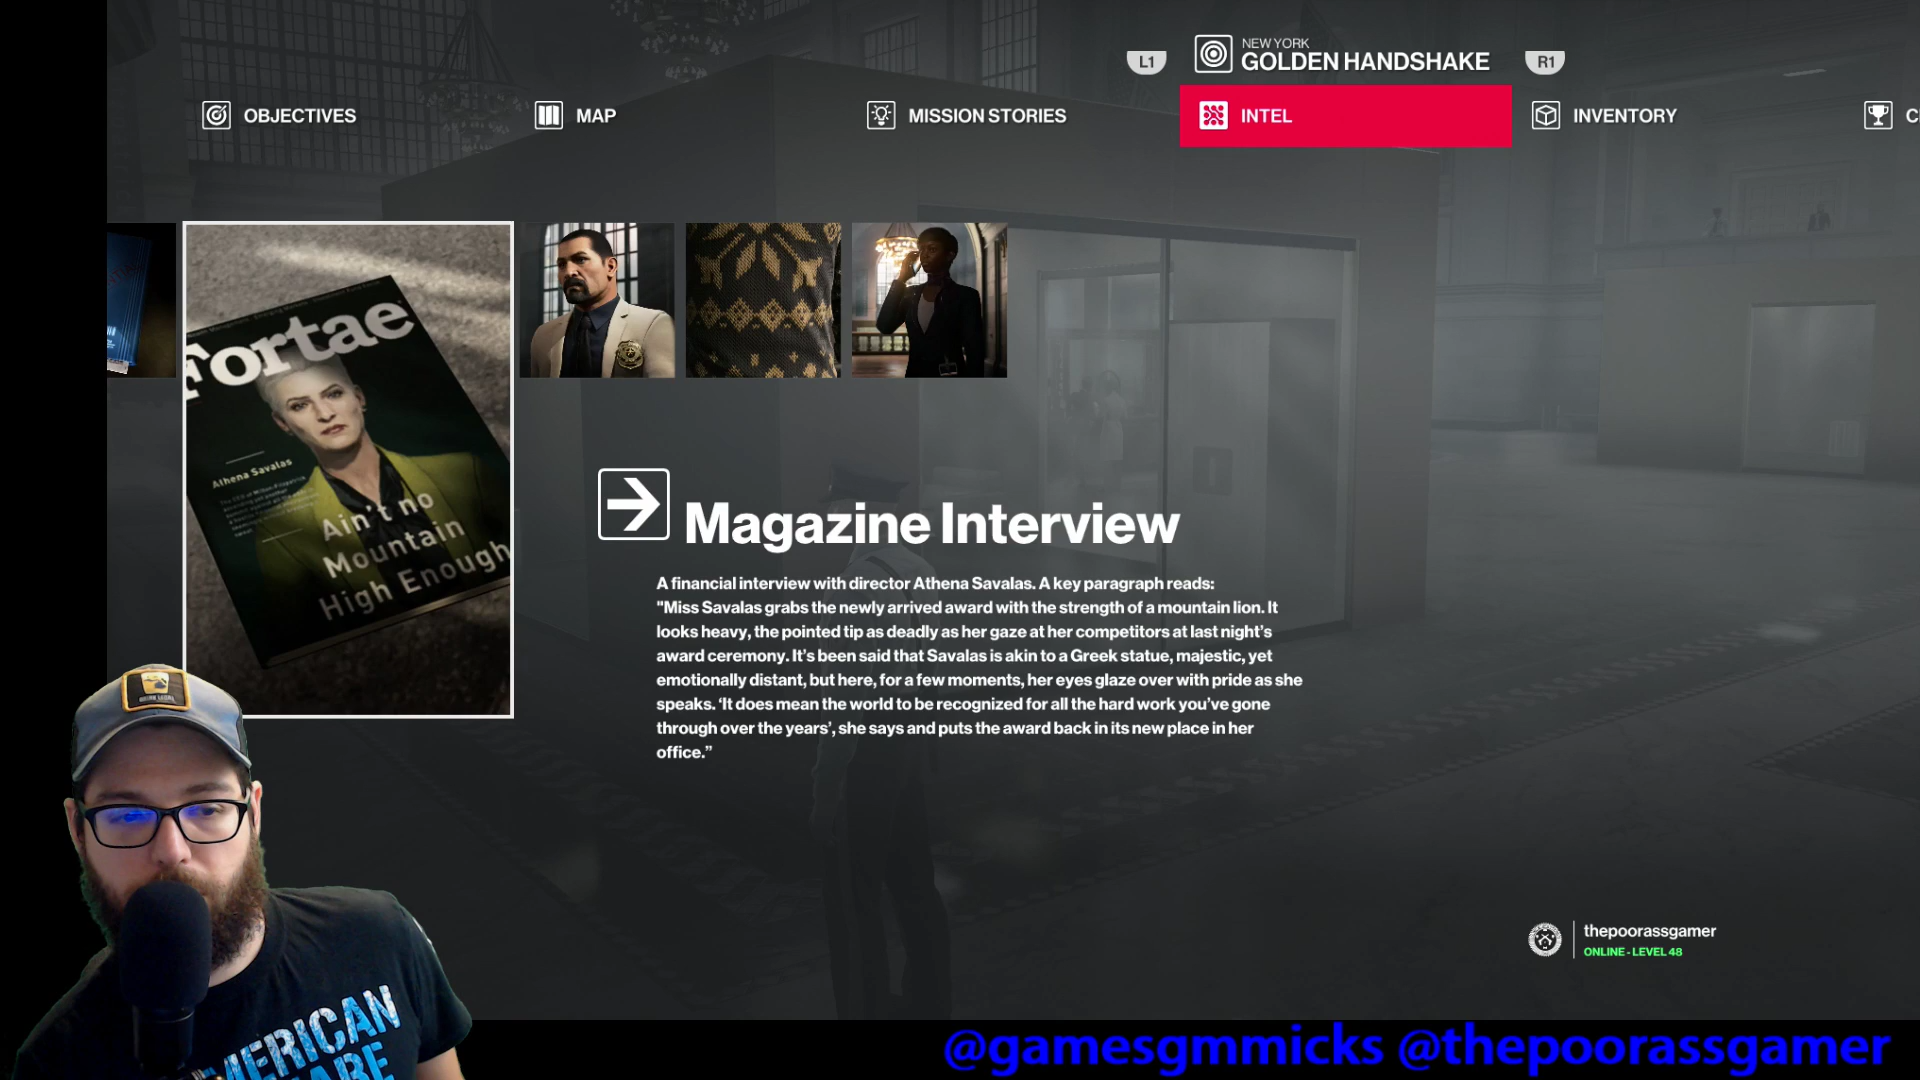 NEW YORK
L1 GOLDEN HANDSHAKE R1
OBJECTIVES MAP MISSION STORIES INTEL INVENTORY
Fortae
Athena Savalas
Ain't no
Mountain
High Enough
Magazine Interview
A financial interview with director Athena Savalas. A key paragraph reads:
"Miss Savalas grabs the newly arrived award with the strength of a mountain lion. It
looks heavy, the pointed tip as deadly as her gaze at her competitors at last night's
award ceremony. It's been said that Savalas is akin to a Greek statue, majestic, yet
emotionally distant, but here, for a few moments, her eyes glaze over with pride as she
speaks. ‘It does mean the world to be recognized for all the hard work you've gone
through over the years’, she says and puts the award back in its new place in her
office.”
thepoorassgamer
ONLINE - LEVEL 48
@gamesgmmicks @thepoorassgamer